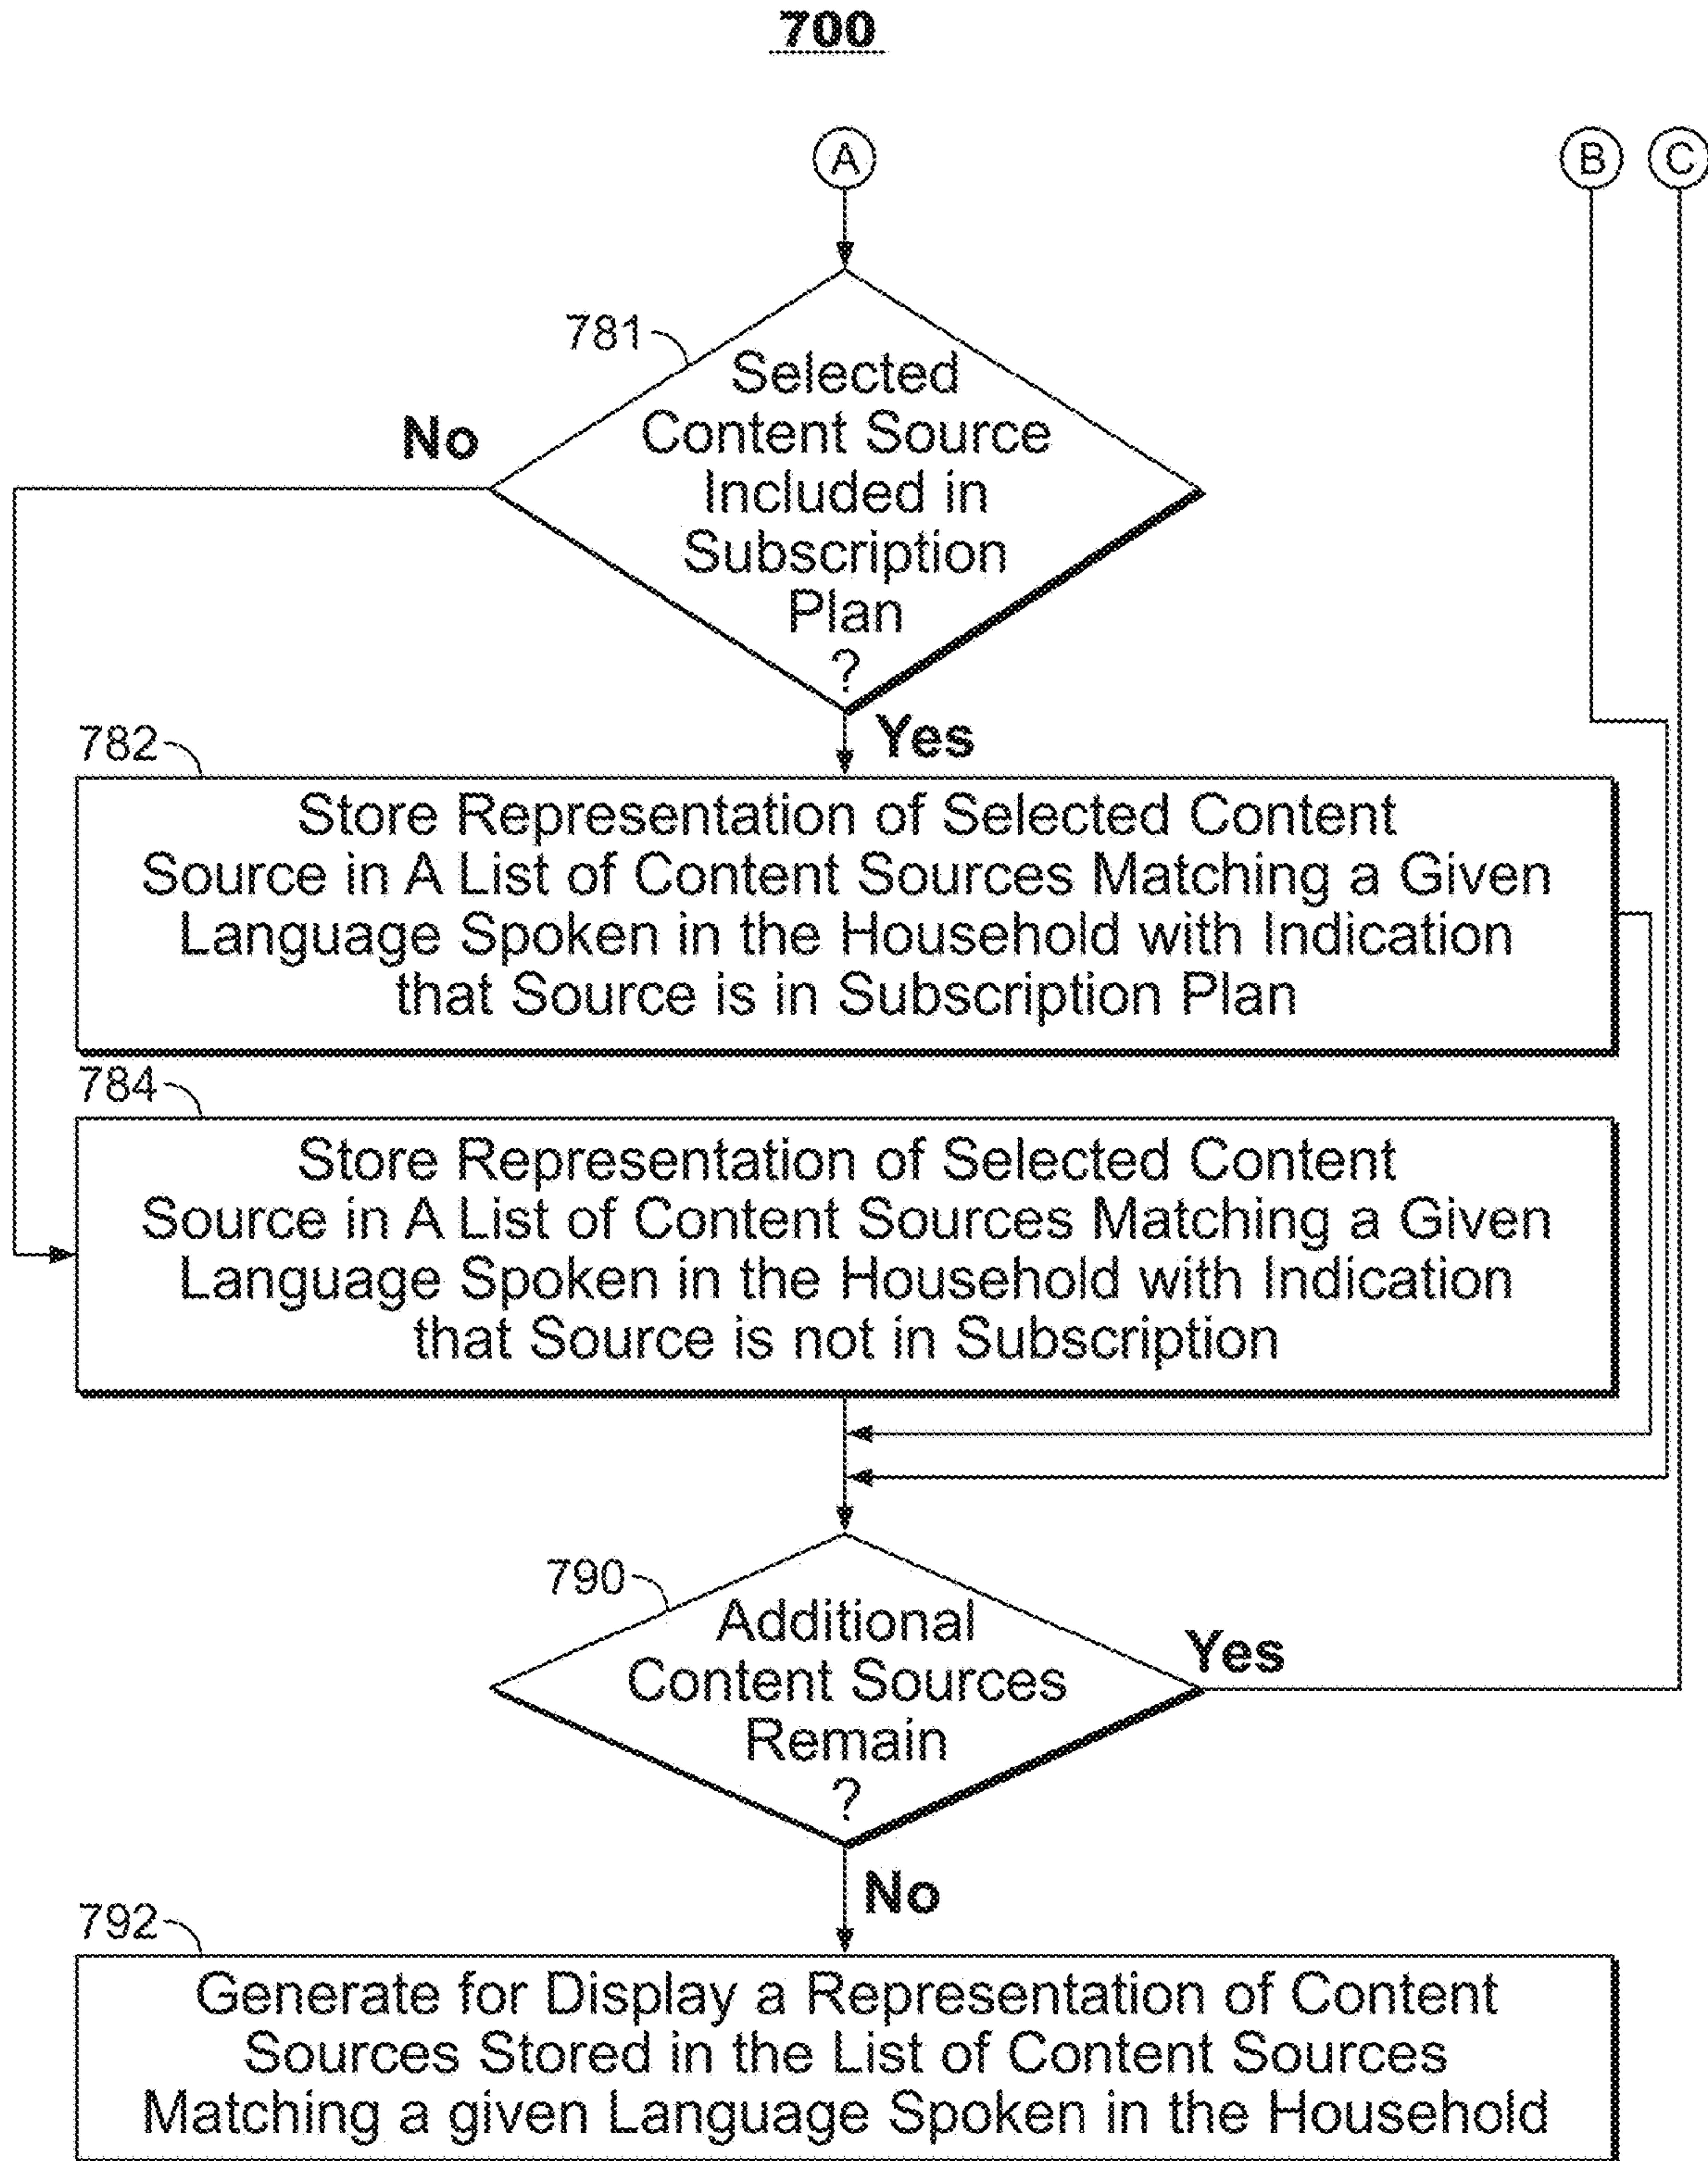 700
A
B
C
781
Selected
Content Source
Included in
Subscription
Plan
?
No
Yes
782
Store Representation of Selected Content
Source in A List of Content Sources Matching a Given
Language Spoken in the Household with Indication
that Source is in Subscription Plan
784
Store Representation of Selected Content
Source in A List of Content Sources Matching a Given
Language Spoken in the Household with Indication
that Source is not in Subscription
790
Additional
Content Sources
Remain
?
Yes
No
792
Generate for Display a Representation of Content
Sources Stored in the List of Content Sources
Matching a given Language Spoken in the Household